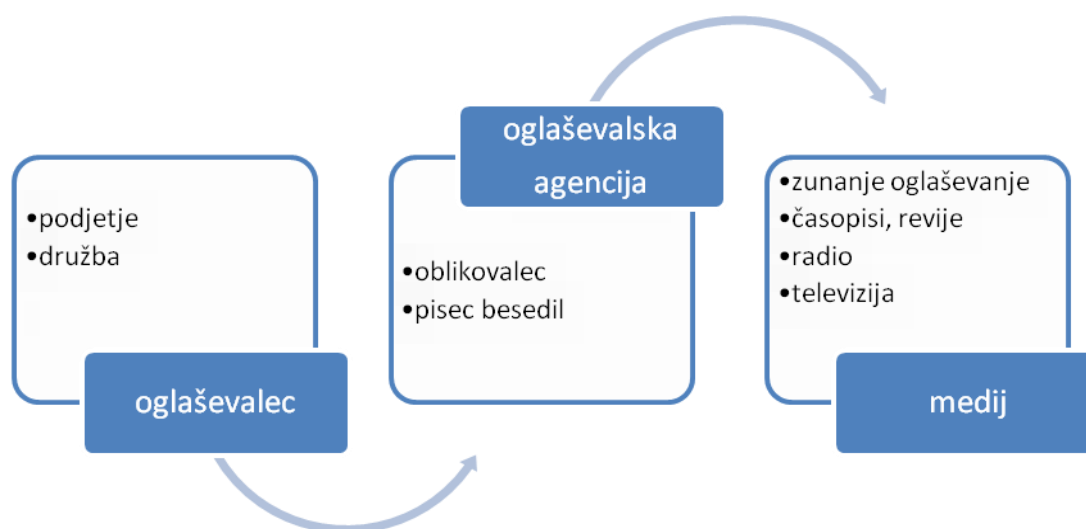 •podjetje
•družba
oglaševalec
oglaševalska
agencija
•oblikovalec
•pisec besedil
•zunanje oglaševanje
•časopisi, revije
•radio
•televizija
medij